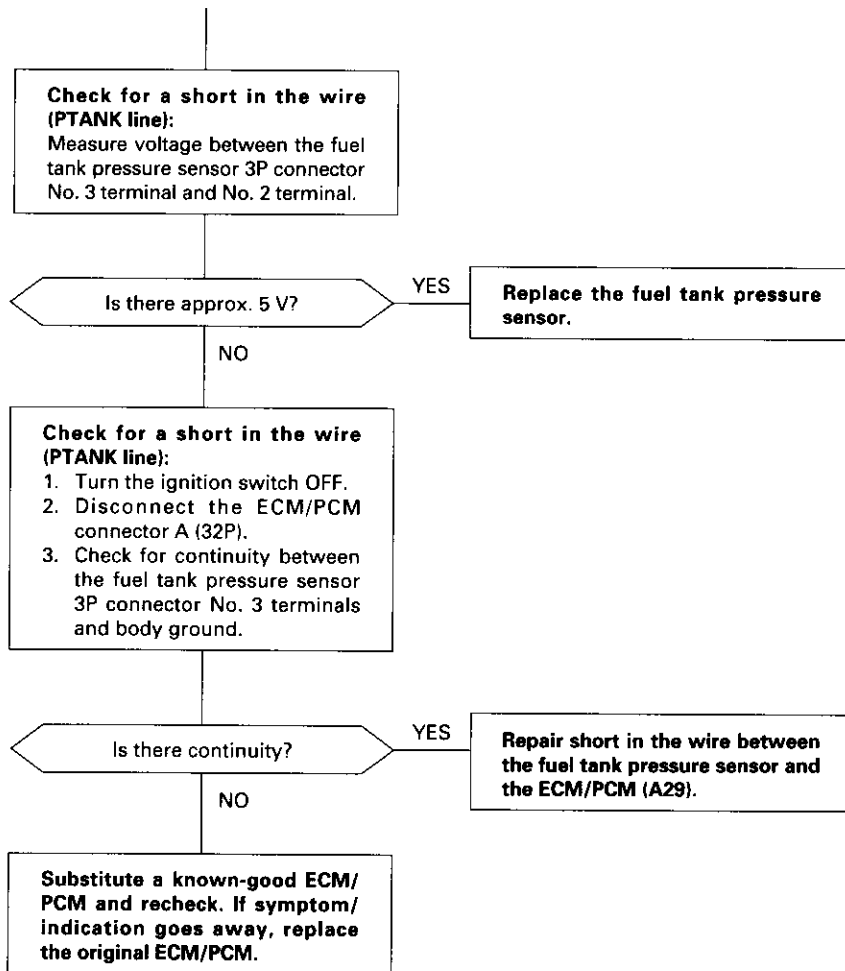 Check for a short in the wire
(PTANK line):
Measure voltage between the fuel
tank pressure sensor 3P connector
No. 3 terminal and No. 2 terminal.
Is there approx. 5 V?
YES
Replace the fuel tank pressure
sensor.
NO
Check for a short in the wire
(PTANK line):
1. Turn the ignition switch OFF.
2. Disconnect the ECM/PCM
connector A (32P).
3. Check for continuity between
the fuel tank pressure sensor
3P connector No. 3 terminals
and body ground.
Is there continuity?
YES
Repair short in the wire between
the fuel tank pressure sensor and
the ECM/PCM (A29).
NO
Substitute a known-good ECM/
PCM and recheck. If symptom/
indication goes away, replace
the original ECM/PCM.